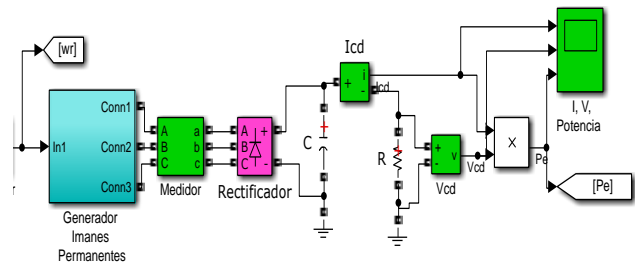 [wr]
Icd
+
i
-
Icd
I, V,
Potencia
Conn1
In1
Conn2
Conn3
Generador
Imanes
Permanentes
A
a
B
b
C
c
Medidor
A
+
B
C
-
Rectificador
+
C
+
R
+
-
v
Vcd
Vcd
X
Pe
[Pe]